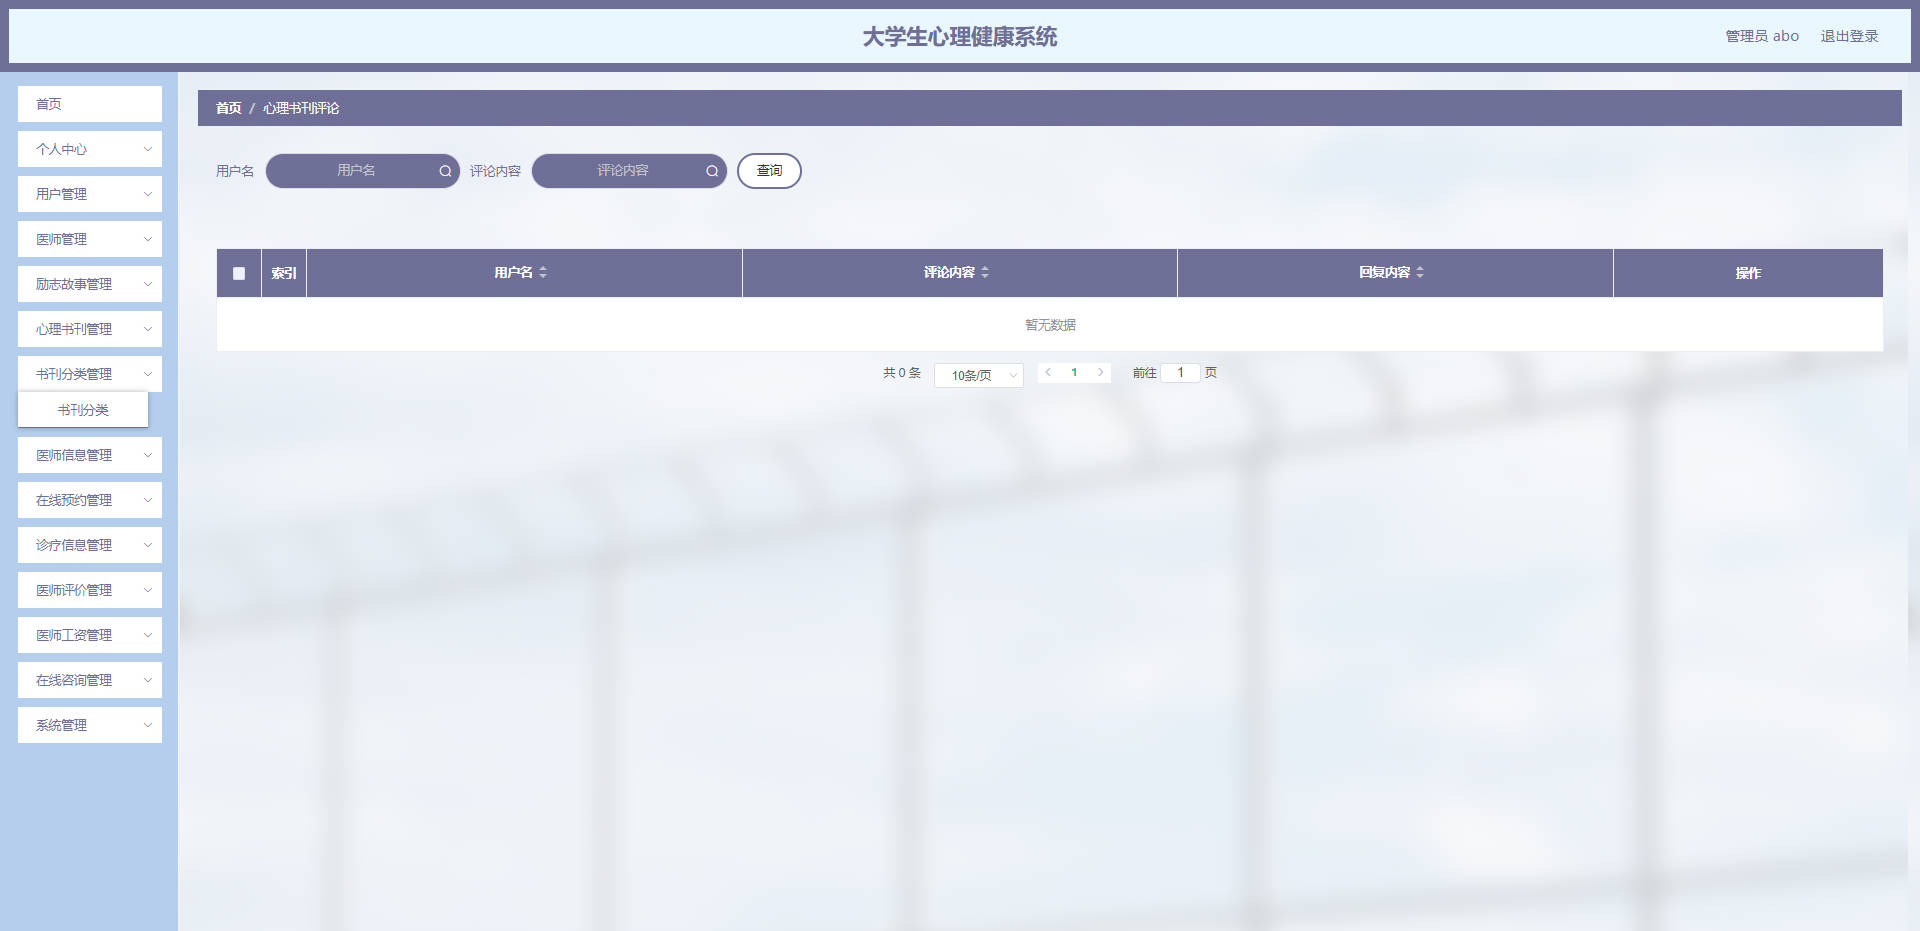 大学生心理健康系统
管理员 abo
退出登录
首页
个人中心
用户管理
医师管理
励志故事管理
心理书刊管理
书刊分类管理
书刊分类
医师信息管理
在线预约管理
诊疗信息管理
医师评价管理
医师工资管理
在线咨询管理
系统管理
首页 / 心理书刊评论
用户名 用户名 评论内容 评论内容 查询
索引 用户名 评论内容 回复内容 操作
暂无数据
共 0 条 10条/页 1 前往 1 页